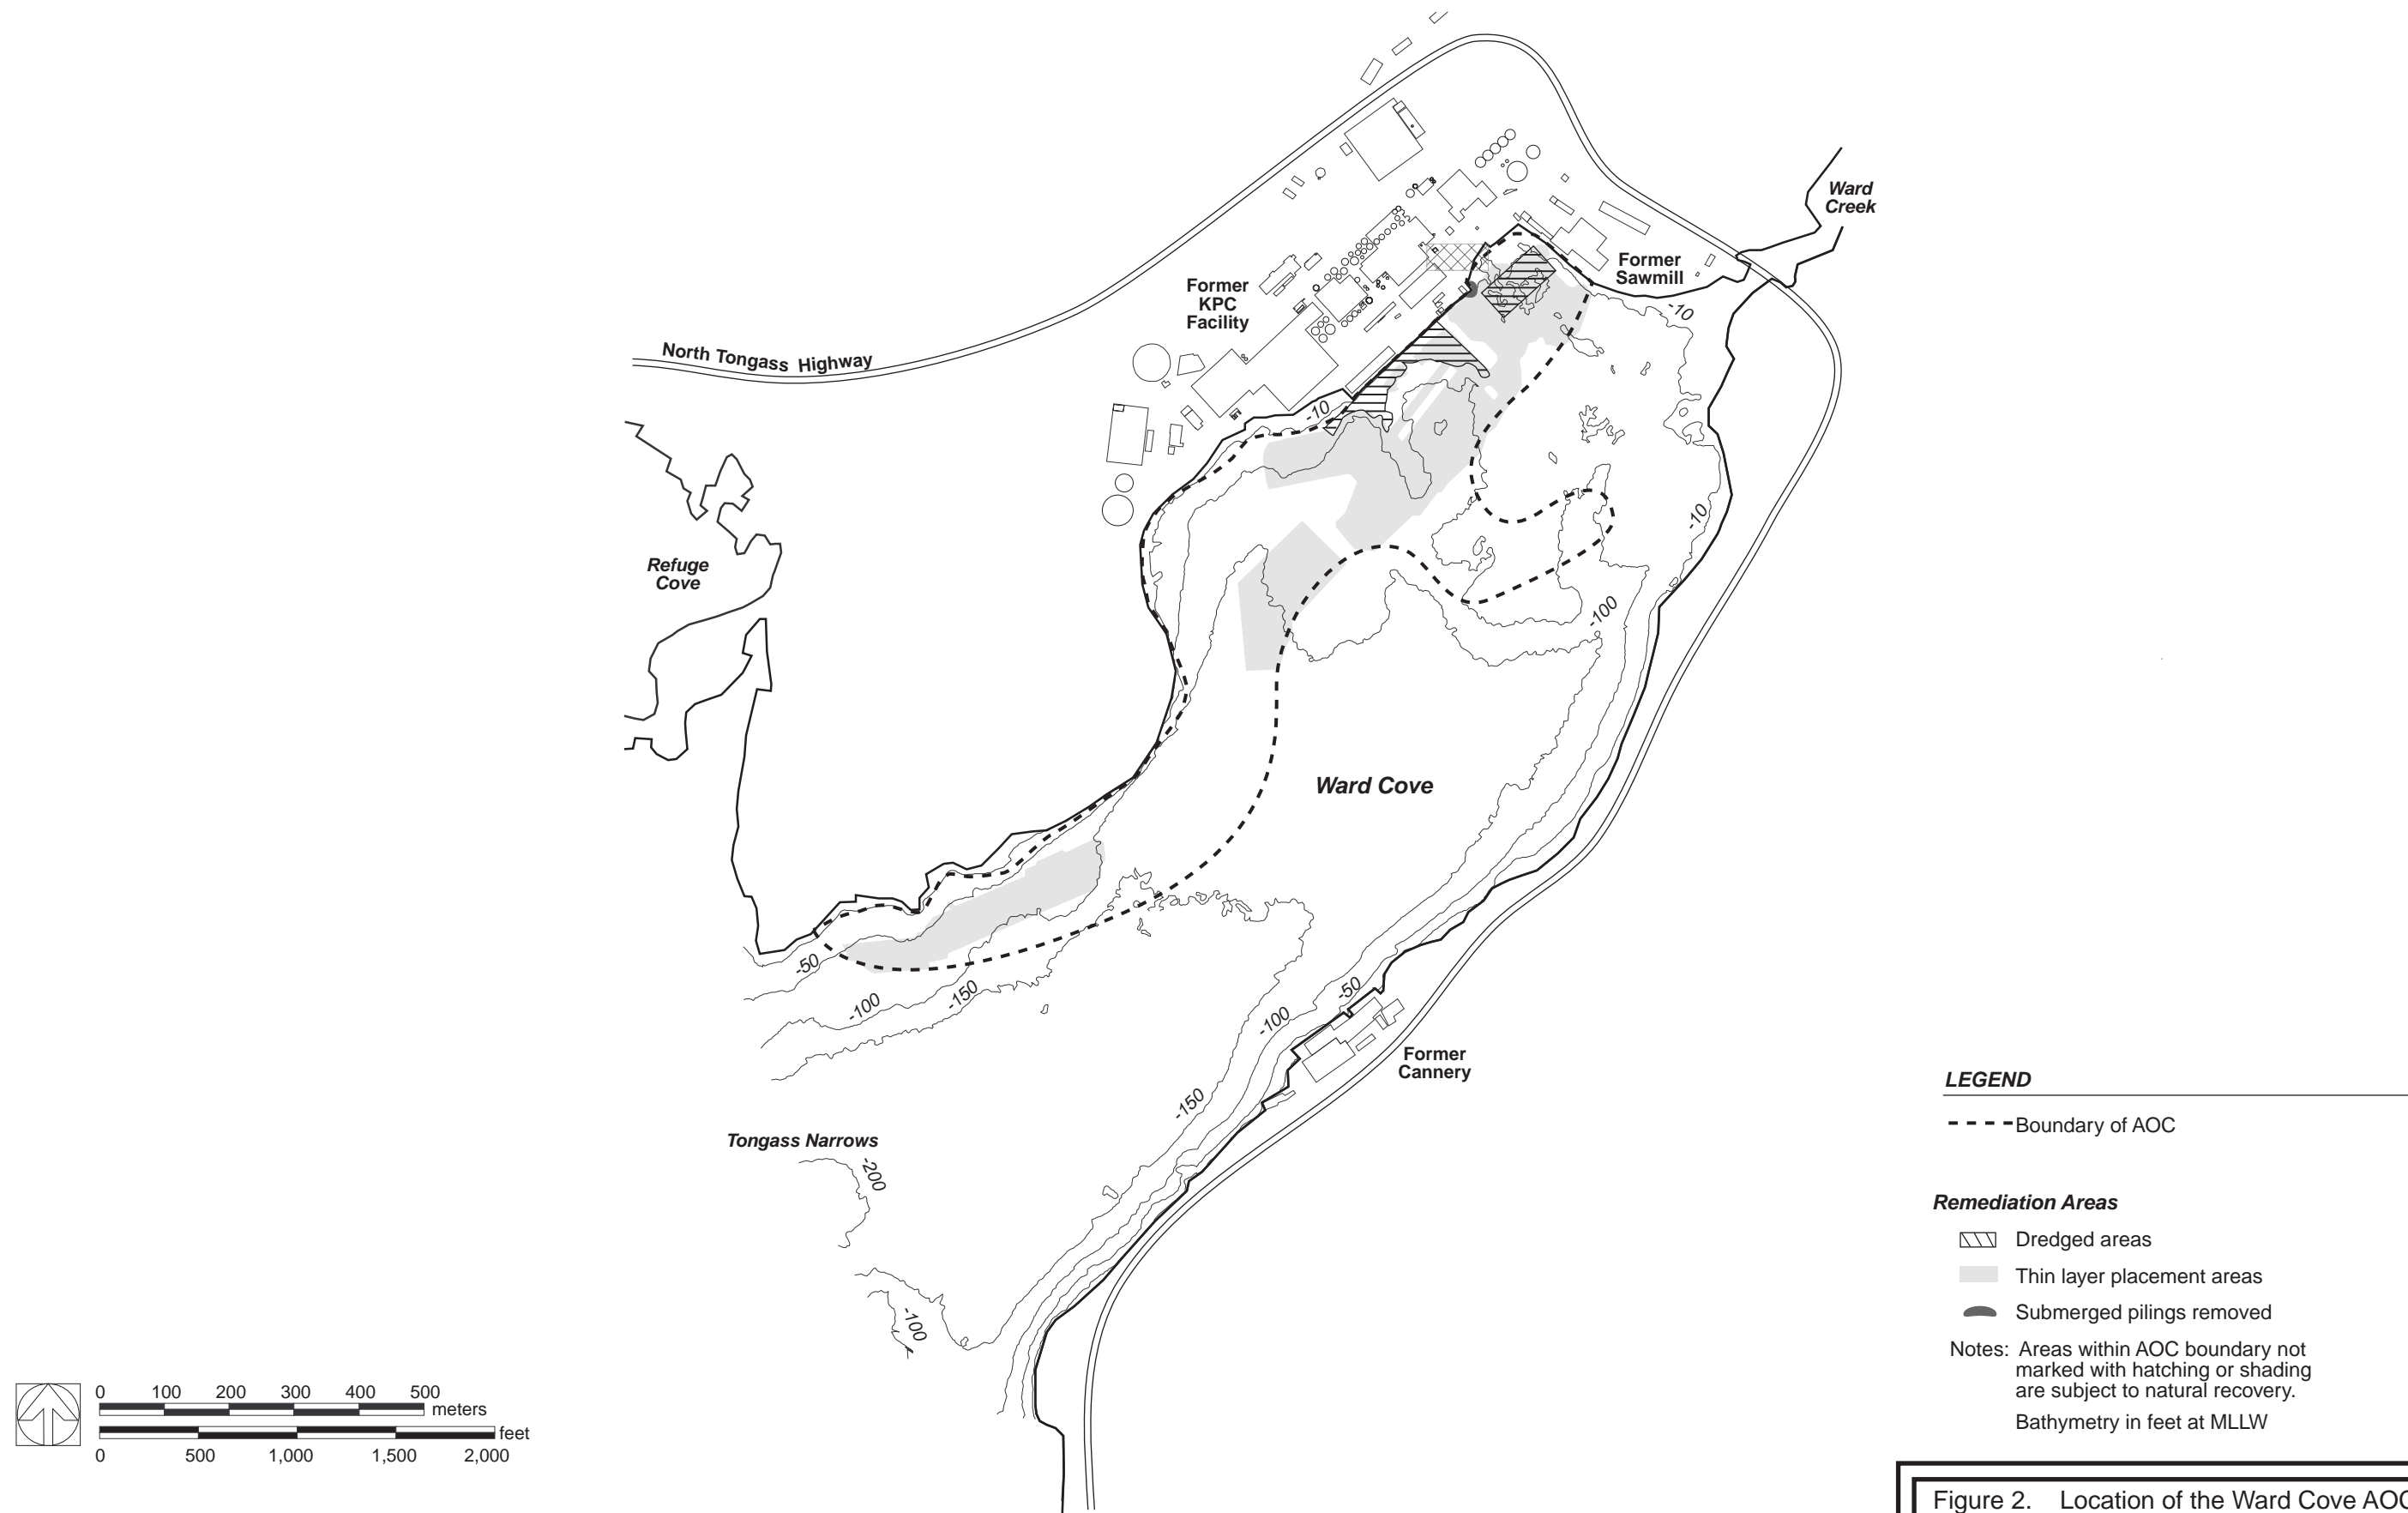 Ward
Creek
Former
Sawmill
Former
KPC
Facility
-10
North Tongass Highway
-10
-10
Refuge
Cove
-100
Ward Cove
-50
-100
-150
-50
-100
Former
Cannery
-150
Tongass Narrows
-200
-100
LEGEND
Boundary of AOC
Remediation Areas
Dredged areas
Thin layer placement areas
Submerged pilings removed
Notes: Areas within AOC boundary not
marked with hatching or shading
are subject to natural recovery.
Bathymetry in feet at MLLW
0 100 200 300 400 500
meters
feet
0 500 1,000 1,500 2,000
Figure 2. Location of the Ward Cove AOC